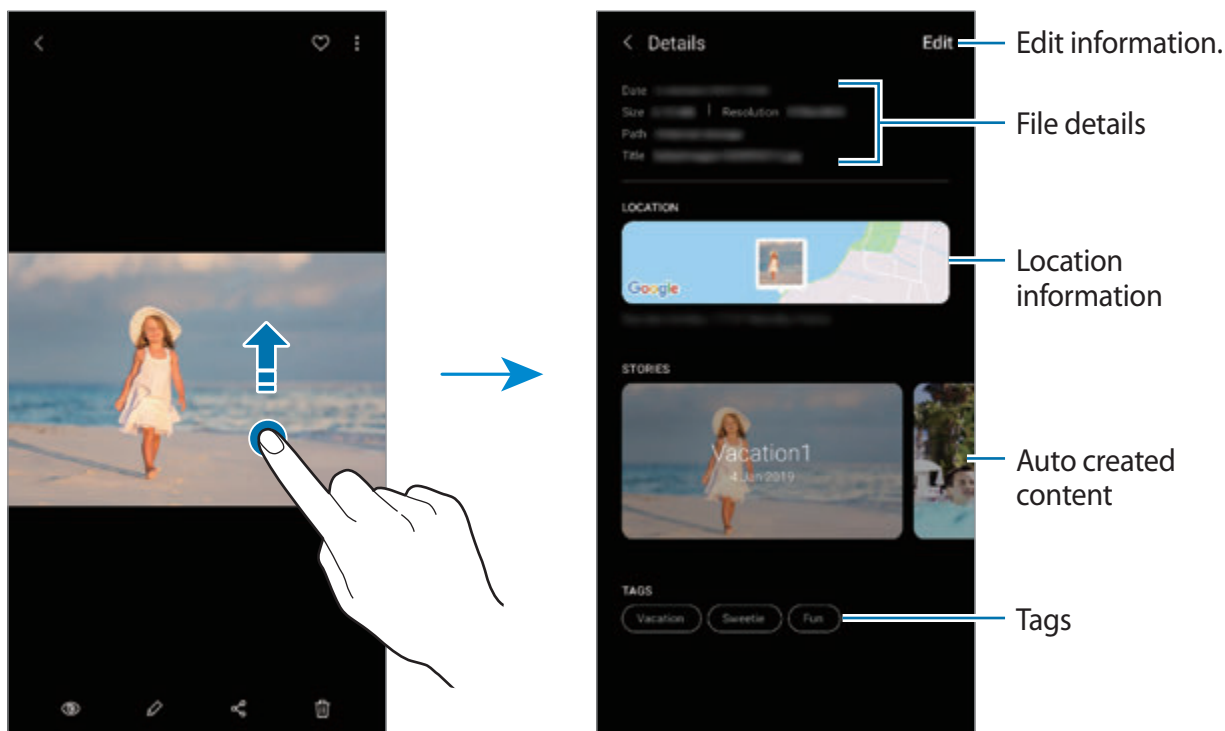 Details
Edit
Edit information.
Date
Size
Resolution
File details
Path
Title
LOCATION
Google
Location
information
STORIES
Vacation1
4 Jan 2019
Auto created
content
TAGS
Vacation
Sweetie
Fun
Tags